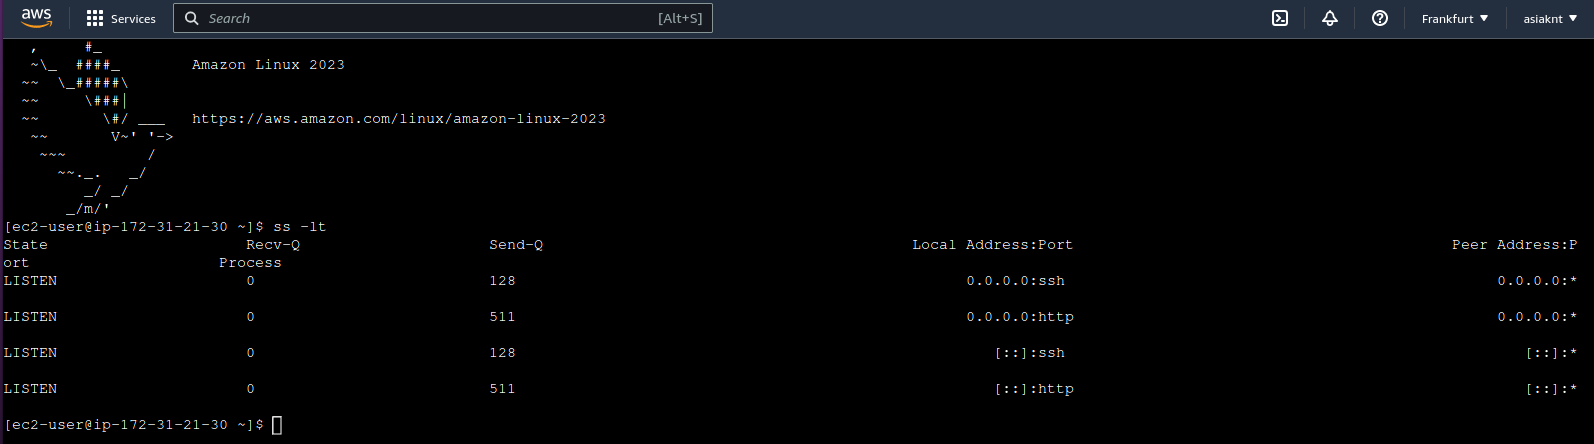 aws Services Search [Alt+S] Frankfurt asiaknt
,     #_
~\_  ####_        Amazon Linux 2023
~~  \_#####\
~~     \###|
~~       \#/ ___   https://aws.amazon.com/linux/amazon-linux-2023
~~       V~' '->
~~~         /
~~._.   _/
_/ _/
_/m/'
[ec2-user@ip-172-31-21-30 ~]$ ss -lt
State Recv-Q Send-Q Local Address:Port Peer Address:P
ort Process
LISTEN 0 128 0.0.0.0:ssh 0.0.0.0:*
LISTEN 0 511 0.0.0.0:http 0.0.0.0:*
LISTEN 0 128 [::]:ssh [::]:*
LISTEN 0 511 [::]:http [::]:*
[ec2-user@ip-172-31-21-30 ~]$